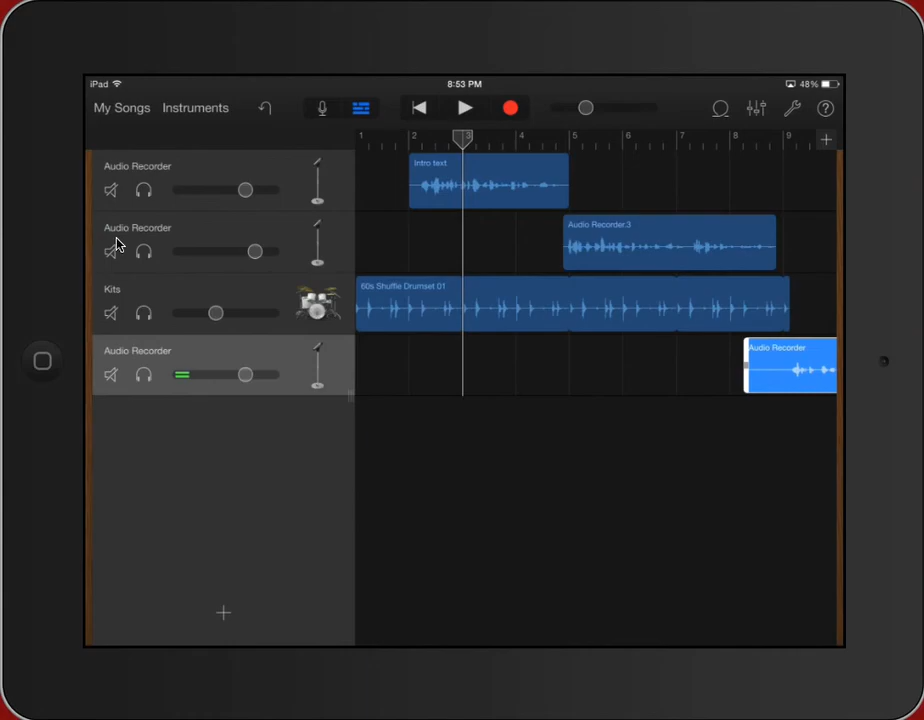 iPad
8:53 PM
48%
My Songs Instruments
1 2 3 4 5 6 7 8 9
Audio Recorder
Intro text
Audio Recorder
Audio Recorder.3
Kits
60s Shuffle Drumset 01
Audio Recorder
Audio Recorder